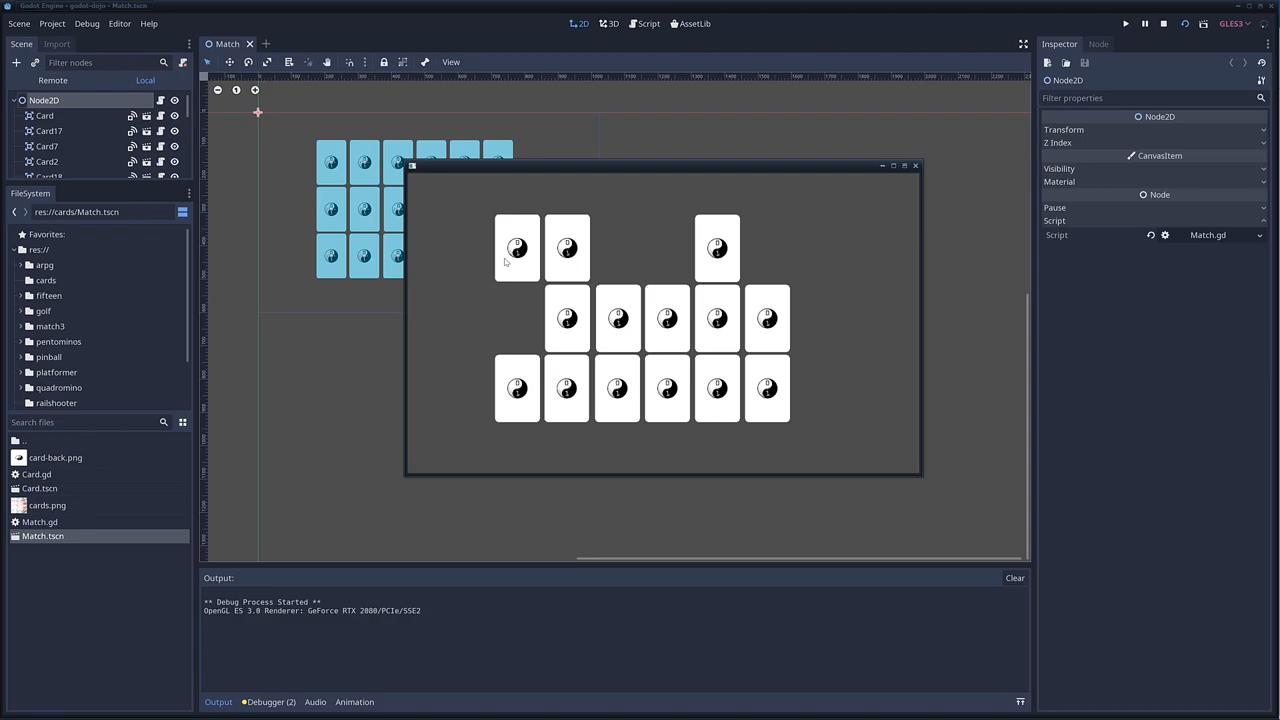 Godot Engine - godot-dojo - Match.tscn
Scene Project Debug Editor Help
2D 3D Script AssetLib
GLES3
Scene Import
Filter nodes
Remote Local
Node2D
Card
Card17
Card7
Card2
Card18
FileSystem
res://cards/Match.tscn
Favorites:
res://
arpg
cards
fifteen
golf
match3
pentominos
pinball
platformer
quadromino
railshooter
Search files
..
card-back.png
Card.gd
Card.tscn
cards.png
Match.gd
Match.tscn
Match
View
Output:
Clear
** Debug Process Started **
OpenGL ES 3.0 Renderer: GeForce RTX 2080/PCIe/SSE2
Output Debugger (2) Audio Animation
Inspector Node
Node2D
Filter properties
Node2D
Transform
Z Index
CanvasItem
Visibility
Material
Node
Pause
Script
Script Match.gd